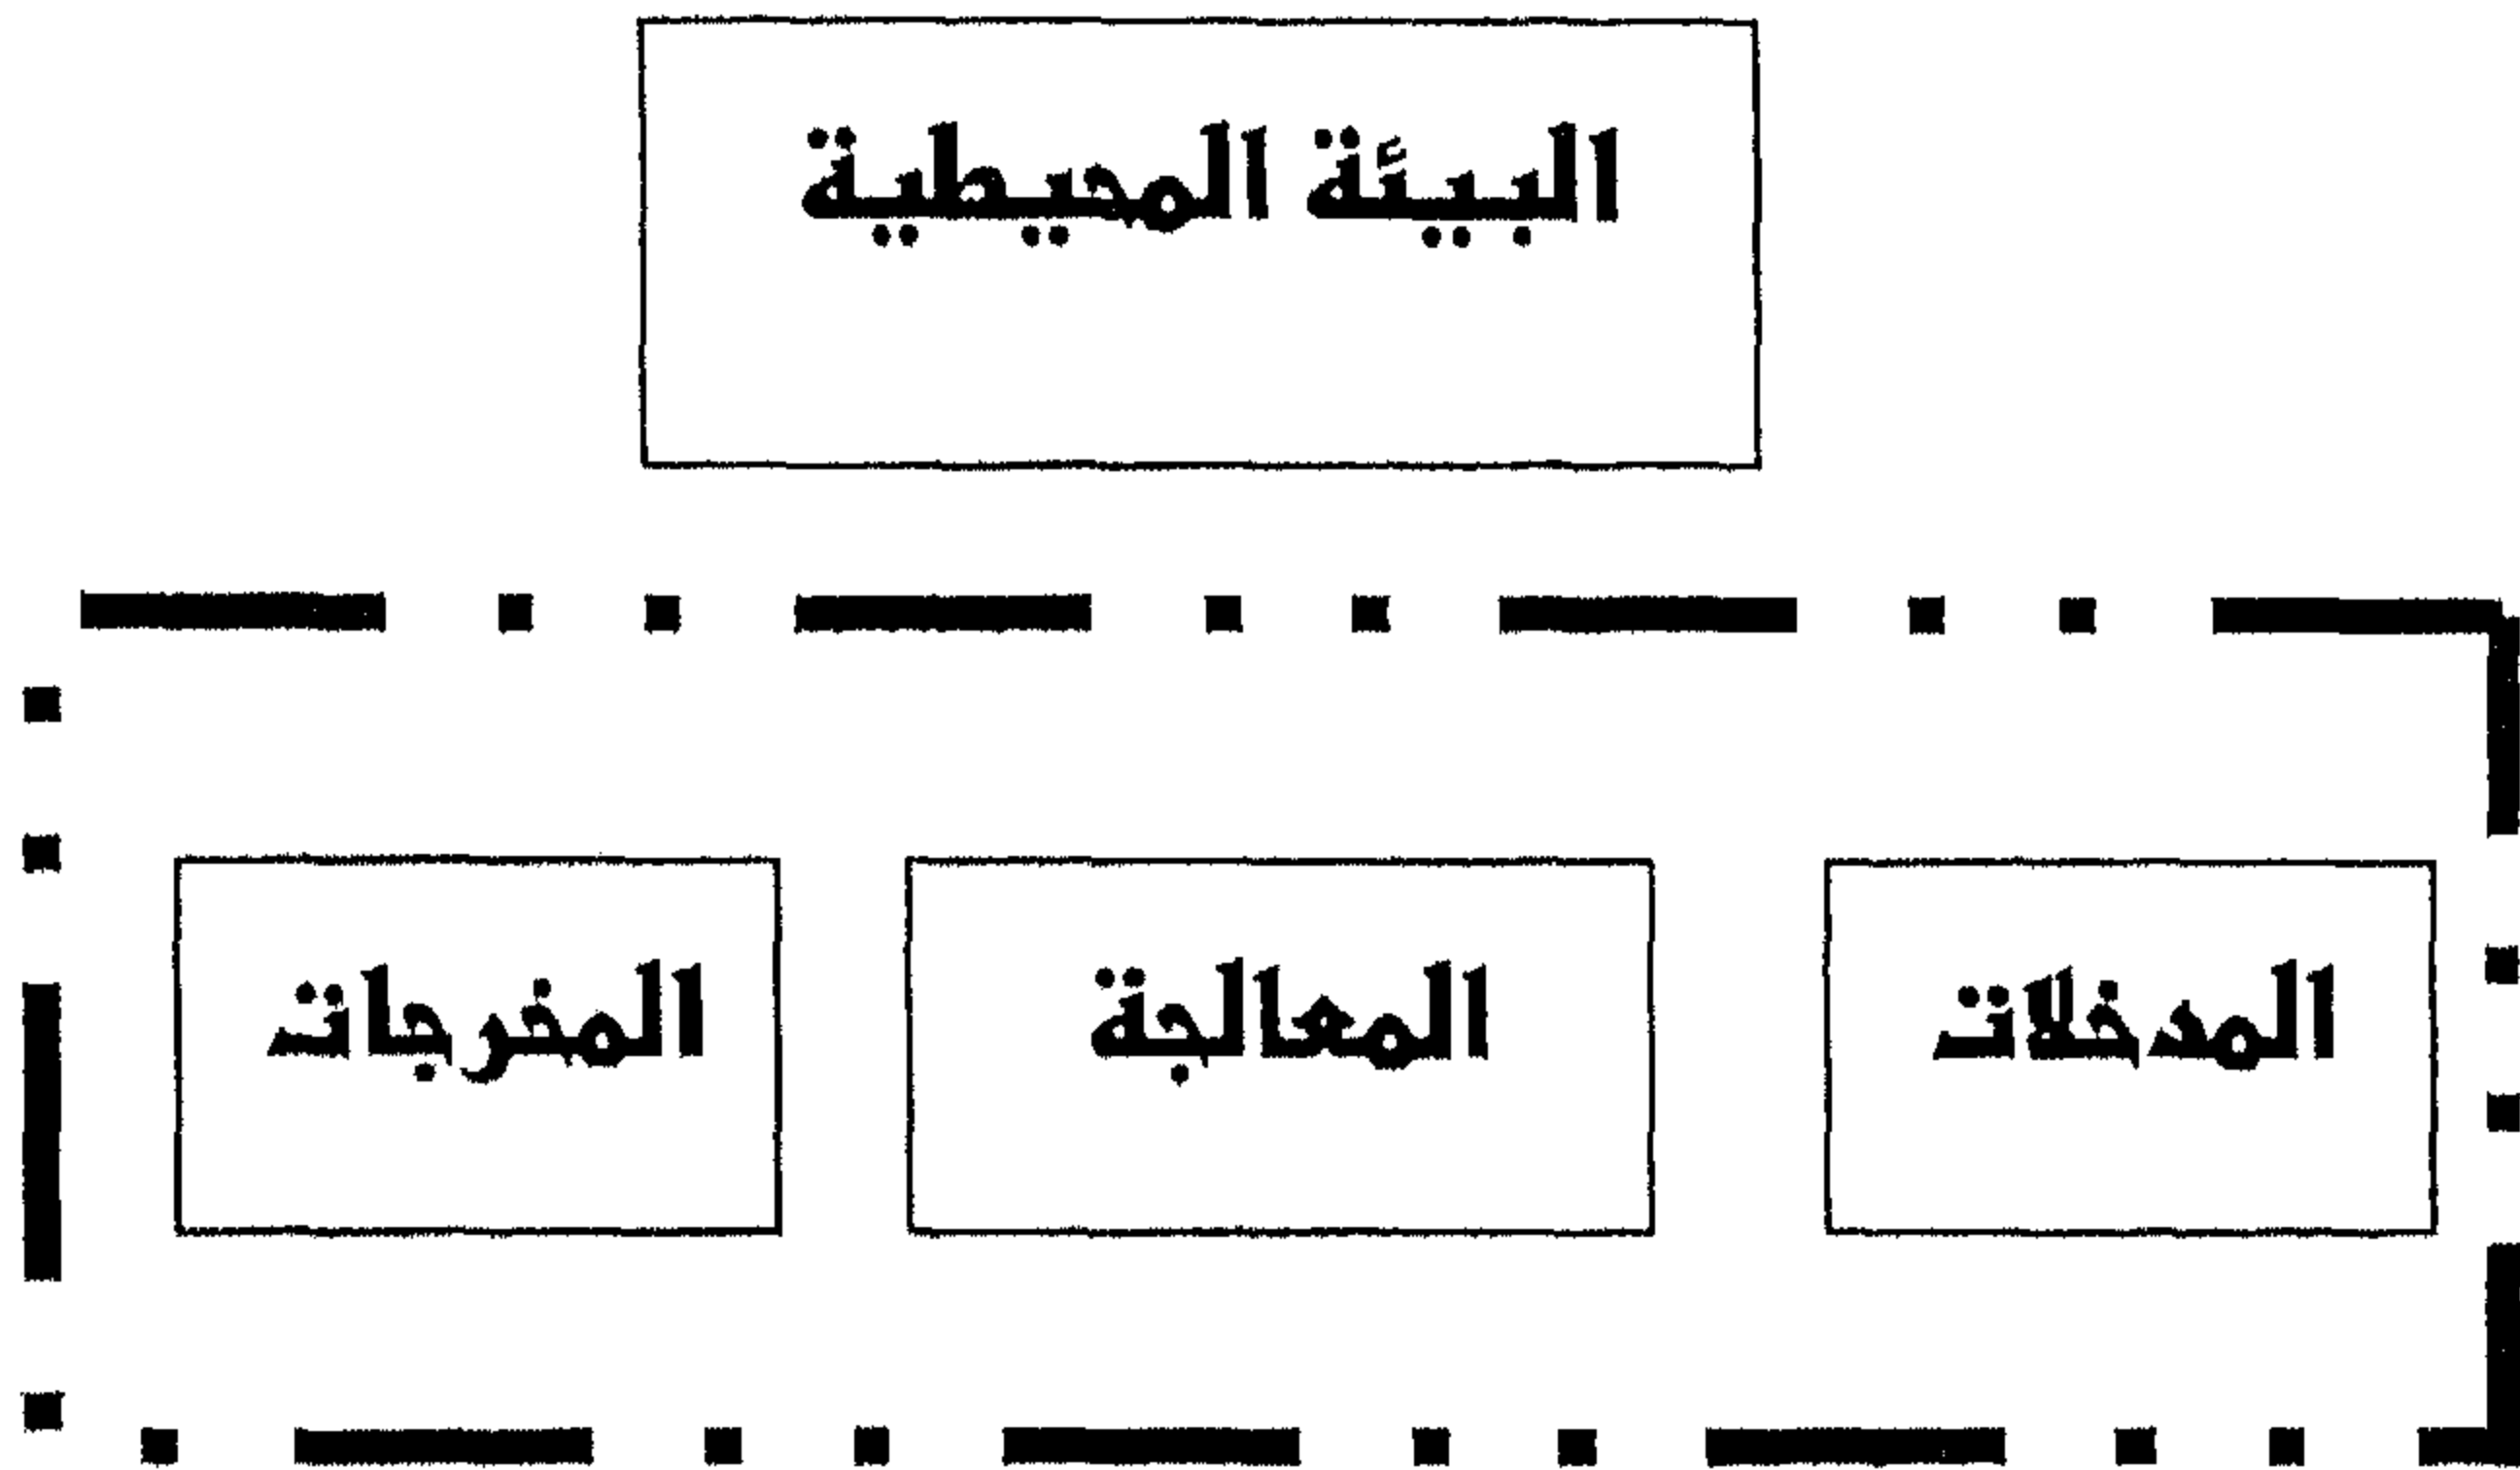 البيئة المحيطية
المدخلات
المعالجة
المخرجات